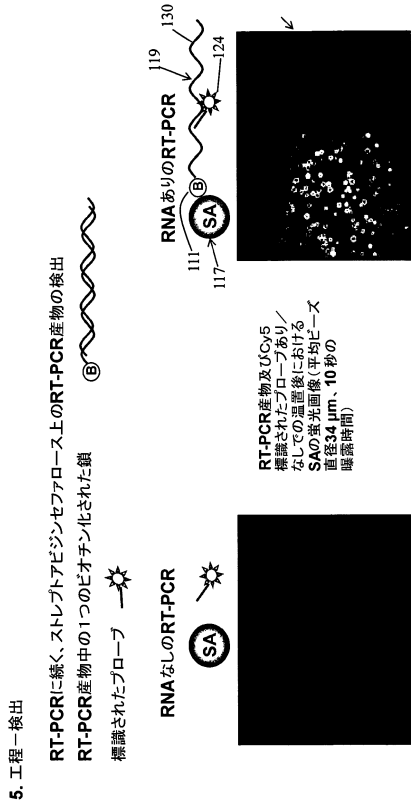 5. 工程－検出
RT-PCRに続く、ストレプトアビジンセファロース上のRT-PCR産物の検出
RT-PCR産物中の1つのビオチン化された鎖
B
標識されたプローブ
RNAなしのRT-PCR
SA
RNAありのRT-PCR
111
117
SA
B
119
130
124
RT-PCR産物及びCy5
標識されたプローブあり／
なしでの温置後における
SAの蛍光画像(平均ビーズ
直径34 μm、10 秒の
曝露時間)